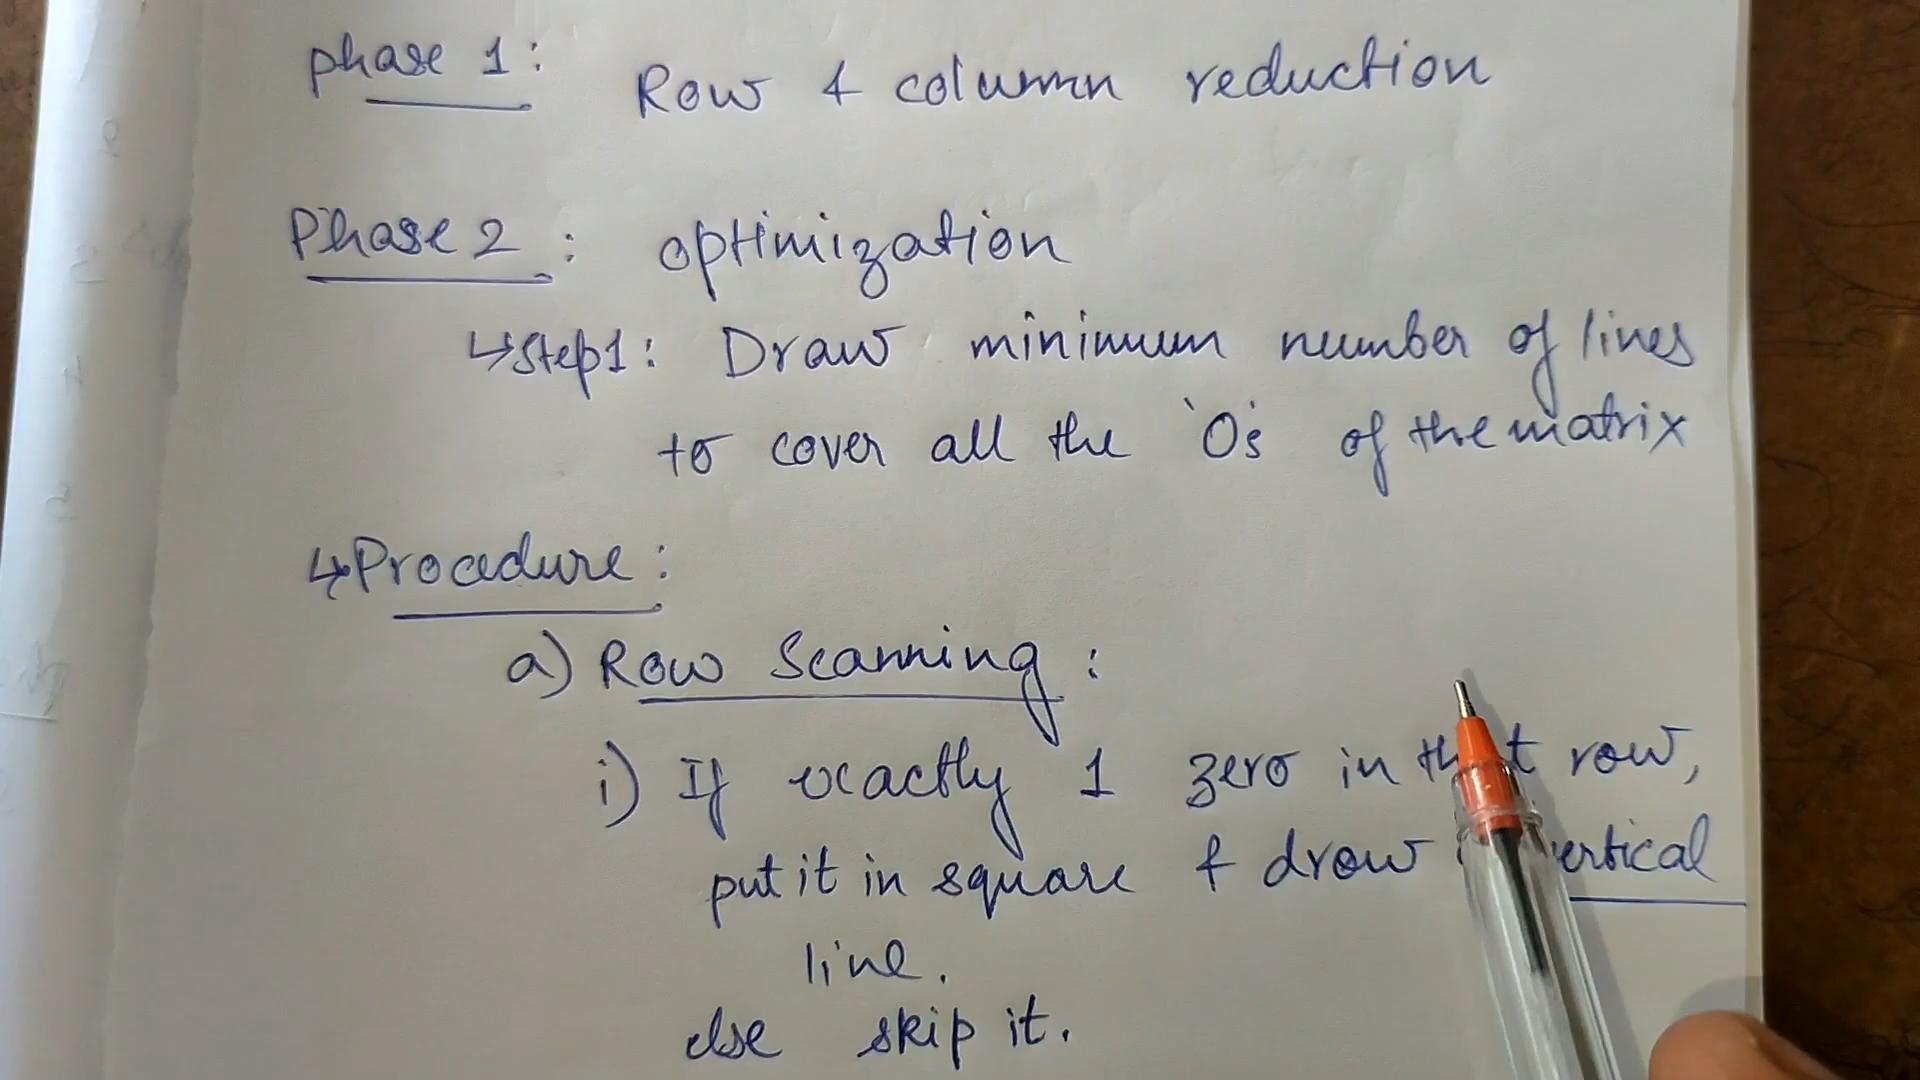 phase 1: Row & column reduction
Phase 2: optimization
↳ step1: Draw minimum number of lines
to cover all the '0's of the matrix
↳ Procedure:
a) Row Scanning:
i) If exactly 1 zero in that row,
put it in square & draw vertical
line.
else skip it.